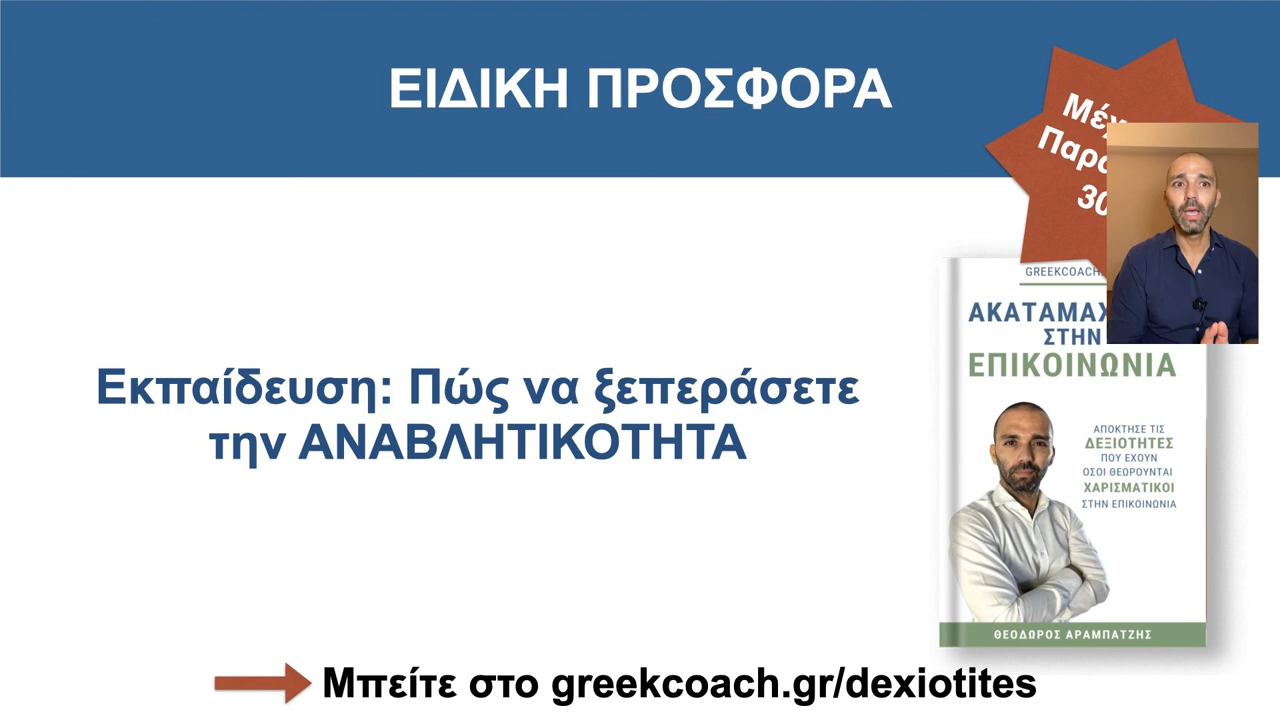 ΕΙΔΙΚΗ ΠΡΟΣΦΟΡΑ
30
GREEKCOACH
ΣΤΗΝ
ΕΠΙΚΟΙΝΩΝΙΑ
Εκπαίδευση: Πώς να ξεπεράσετε
την ΑΝΑΒΛΗΤΙΚΟΤΗΤΑ
ΑΠΟΚΤΗΣΕ ΤΙΣ
ΔΕΞΙΟΤΗΤΕΣ
ΠΟΥ ΕΧΟΥΝ
ΟΣΟΙ ΘΕΩΡΟΥΝΤΑΙ
ΧΑΡΙΣΜΑΤΙΚΟΙ
ΣΤΗΝ ΕΠΙΚΟΙΝΩΝΙΑ
ΘΕΟΔΩΡΟΣ ΑΡΑΜΠΑΤΖΗΣ
Μπείτε στο greekcoach.gr/dexiotites